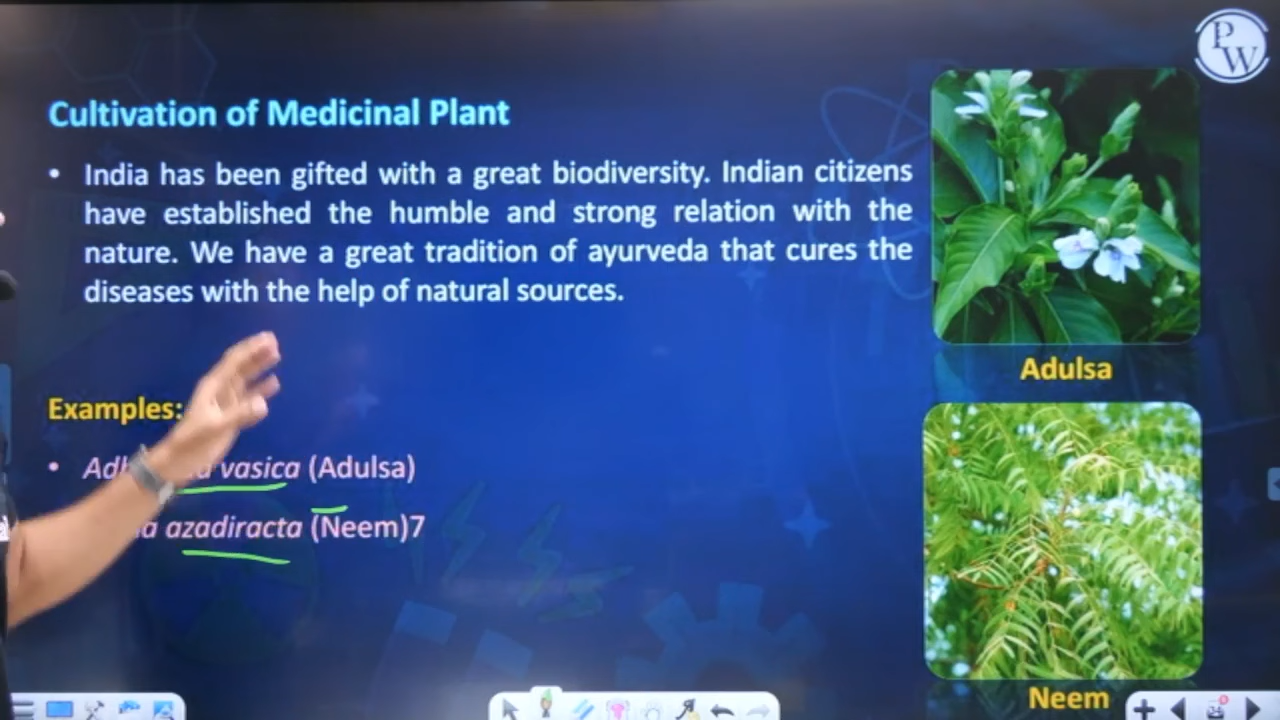 PW
Cultivation of Medicinal Plant
• India has been gifted with a great biodiversity. Indian citizens
have established the humble and strong relation with the
nature. We have a great tradition of ayurveda that cures the
diseases with the help of natural sources.
Adulsa
Examples:
• vasica (Adulsa)
azadiracta (Neem)7
Neem